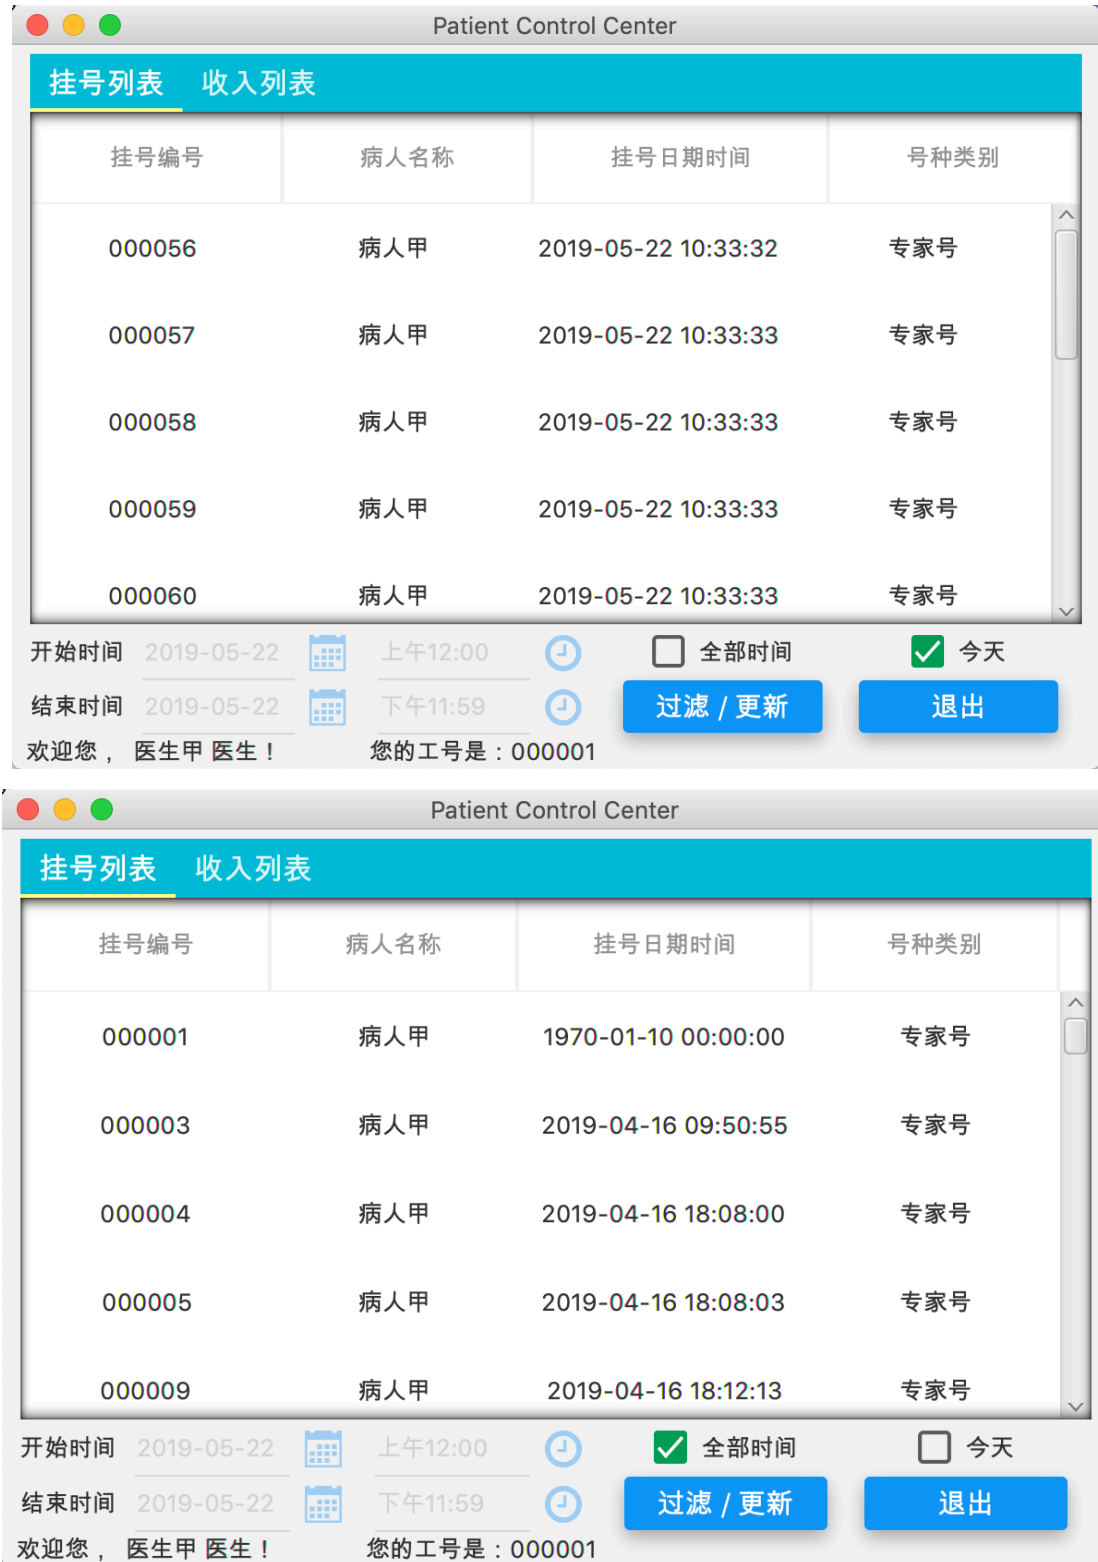 Patient Control Center
挂号列表 收入列表
挂号编号 病人名称 挂号日期时间 号种类别
000056 病人甲 2019-05-22 10:33:32 专家号
000057 病人甲 2019-05-22 10:33:33 专家号
000058 病人甲 2019-05-22 10:33:33 专家号
000059 病人甲 2019-05-22 10:33:33 专家号
000060 病人甲 2019-05-22 10:33:33 专家号
开始时间 2019-05-22 上午12:00 全部时间 今天
结束时间 2019-05-22 下午11:59 过滤 / 更新 退出
欢迎您， 医生甲 医生！ 您的工号是：000001
Patient Control Center
挂号列表 收入列表
挂号编号 病人名称 挂号日期时间 号种类别
000001 病人甲 1970-01-10 00:00:00 专家号
000003 病人甲 2019-04-16 09:50:55 专家号
000004 病人甲 2019-04-16 18:08:00 专家号
000005 病人甲 2019-04-16 18:08:03 专家号
000009 病人甲 2019-04-16 18:12:13 专家号
开始时间 2019-05-22 上午12:00 全部时间 今天
结束时间 2019-05-22 下午11:59 过滤 / 更新 退出
欢迎您， 医生甲 医生！ 您的工号是：000001